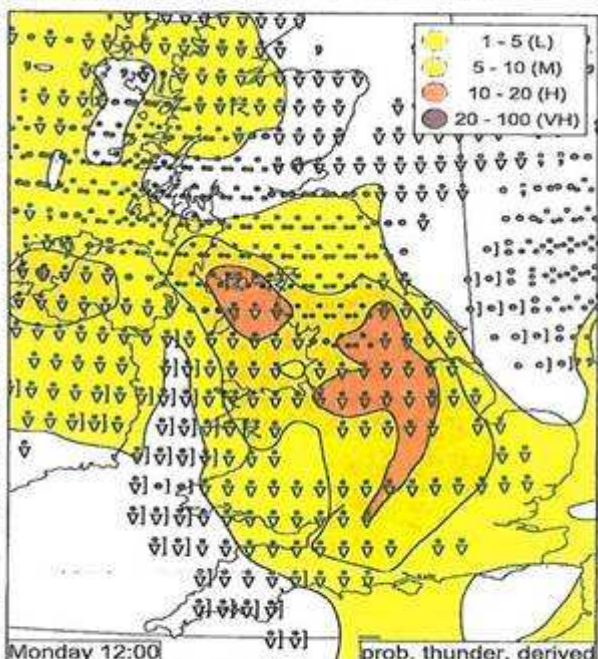 1 - 5 (L)
5 - 10 (M)
10 - 20 (H)
20 - 100 (VH)
Monday 12:00
prob. thunder, derived